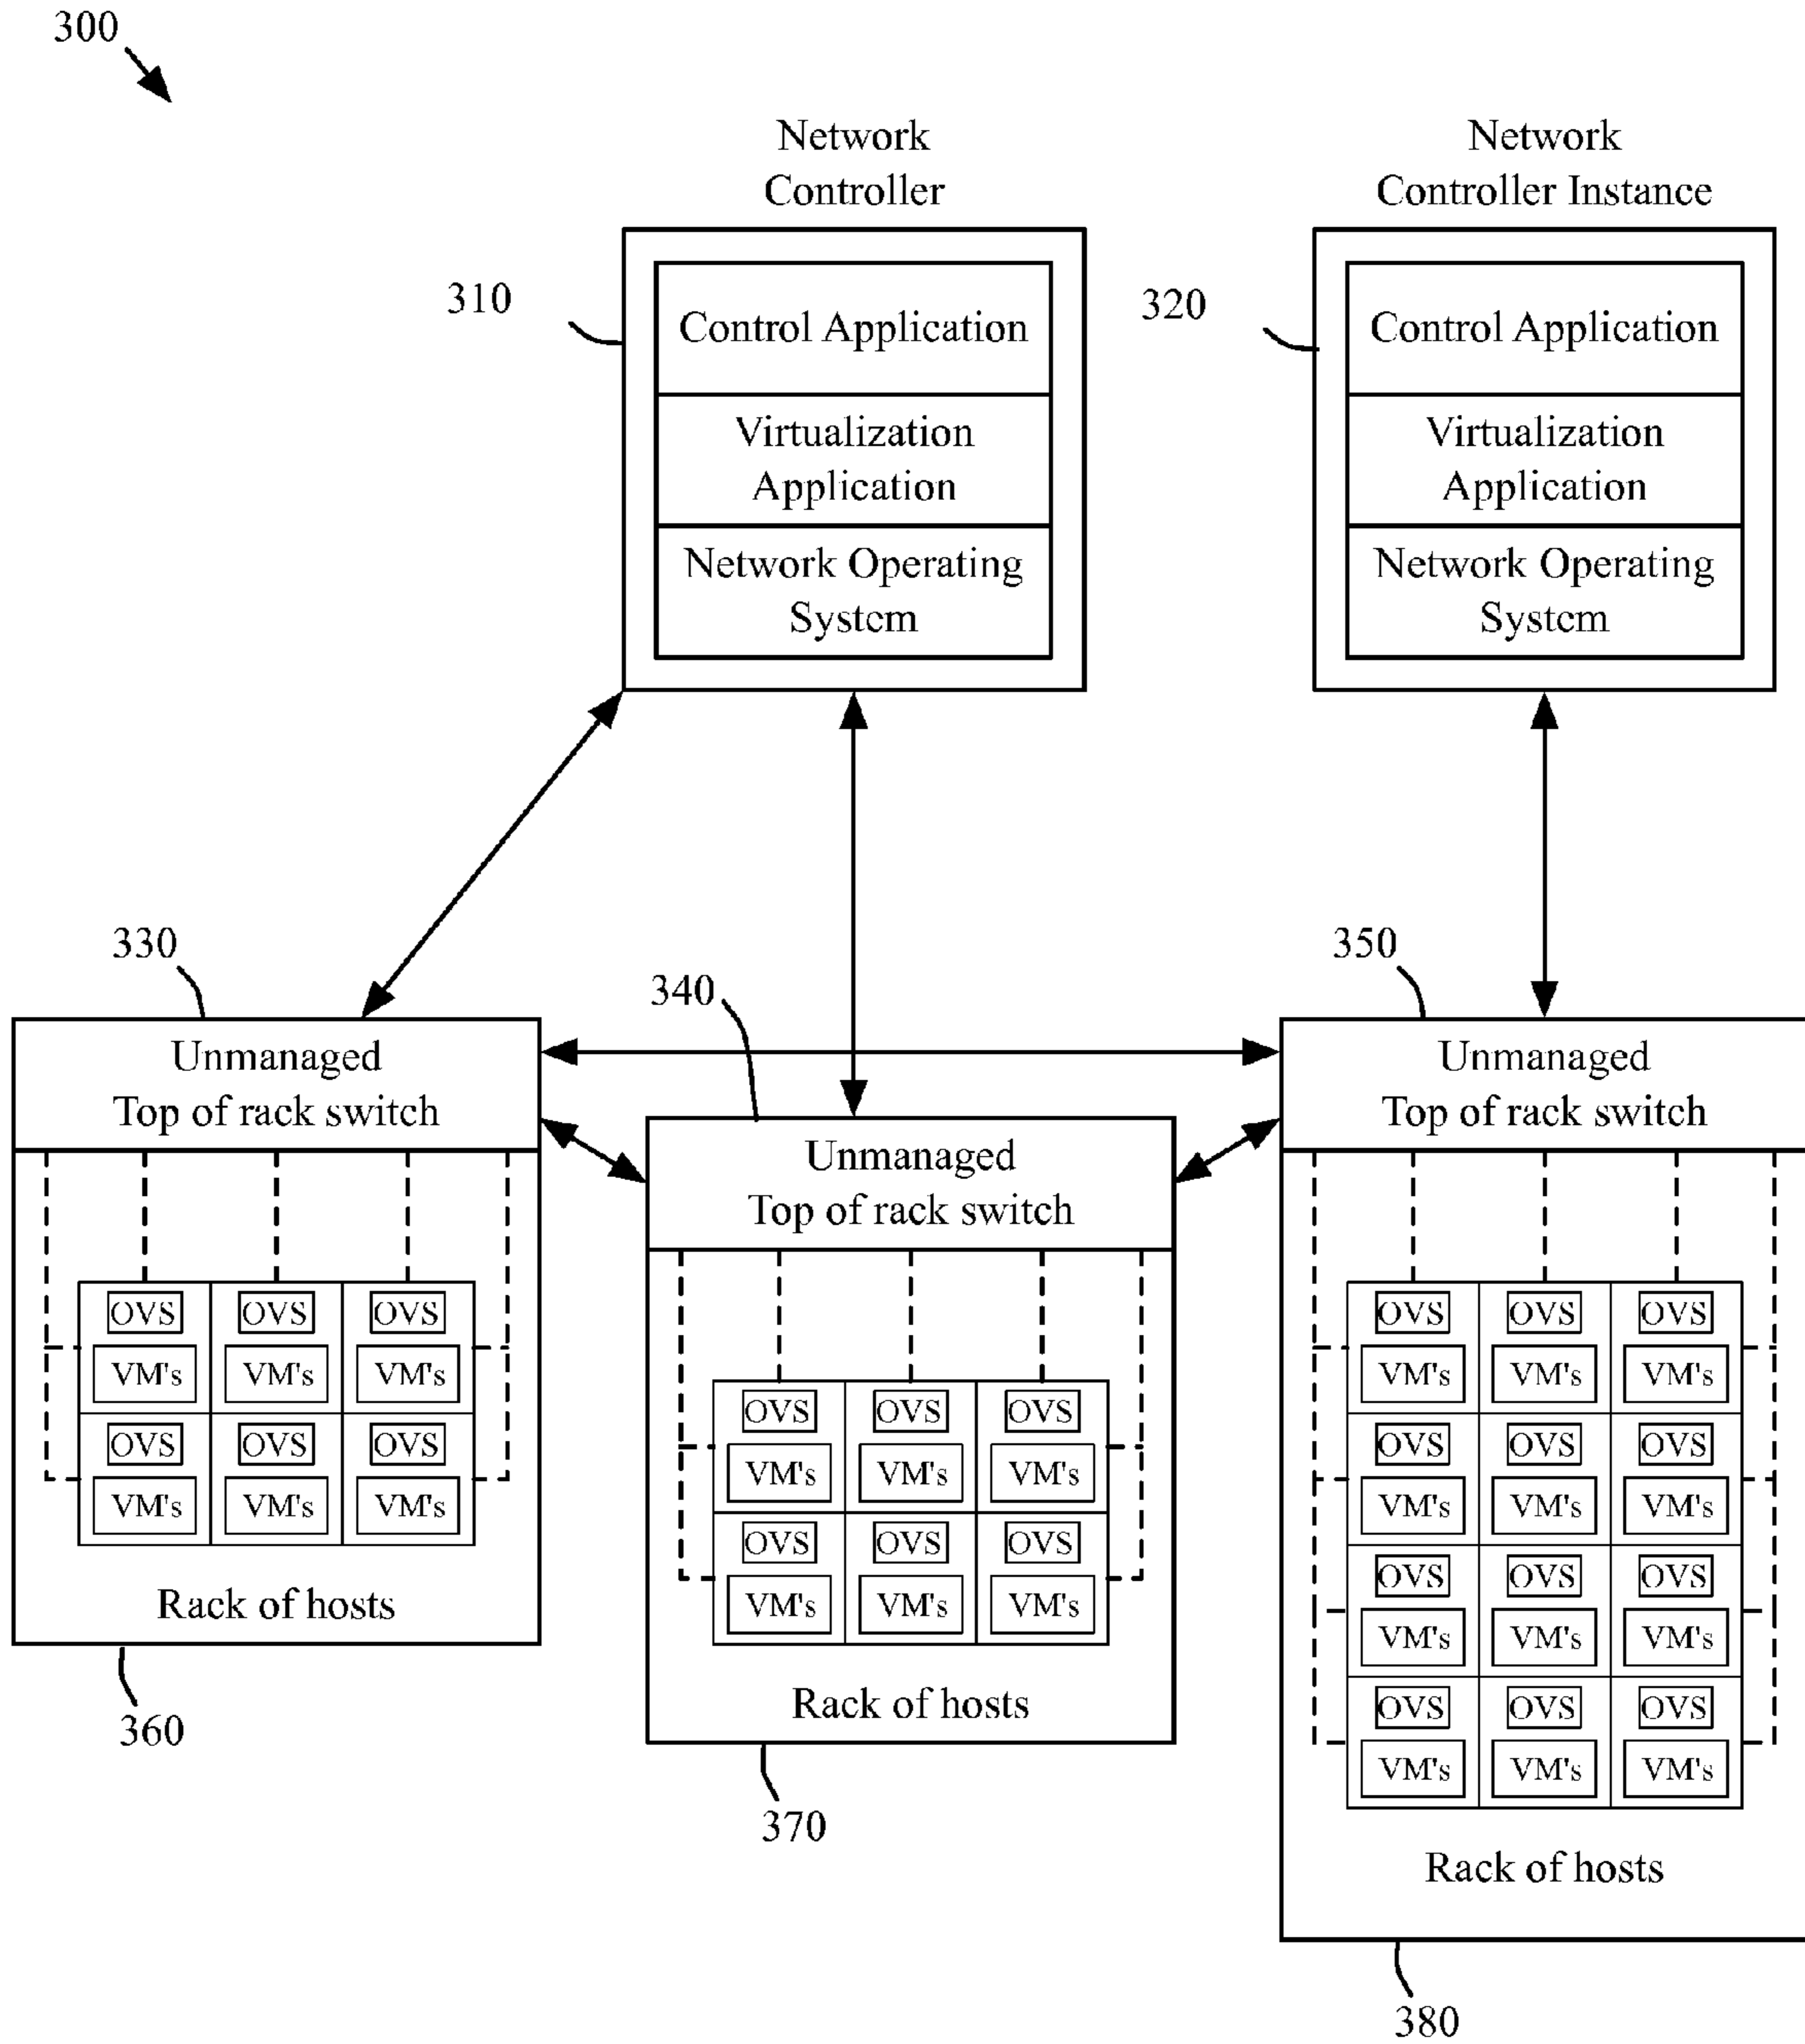 300
Network
Controller
Network
Controller Instance
310
Control Application
Virtualization
Application
Network Operating
System
320
Control Application
Virtualization
Application
Network Operating
System
330
340
350
Unmanaged
Top of rack switch
Unmanaged
Top of rack switch
Unmanaged
Top of rack switch
OVS OVS OVS
VM's VM's VM's
OVS OVS OVS
VM's VM's VM's
Rack of hosts
360
OVS OVS OVS
VM's VM's VM's
OVS OVS OVS
VM's VM's VM's
Rack of hosts
370
OVS OVS OVS
VM's VM's VM's
OVS OVS OVS
VM's VM's VM's
OVS OVS OVS
VM's VM's VM's
OVS OVS OVS
VM's VM's VM's
Rack of hosts
380